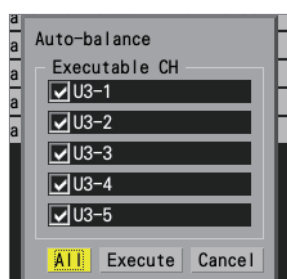 a
a
a
a
a
Auto-balance
Executable CH
U3-1
U3-2
U3-3
U3-4
U3-5
All Execute Cancel